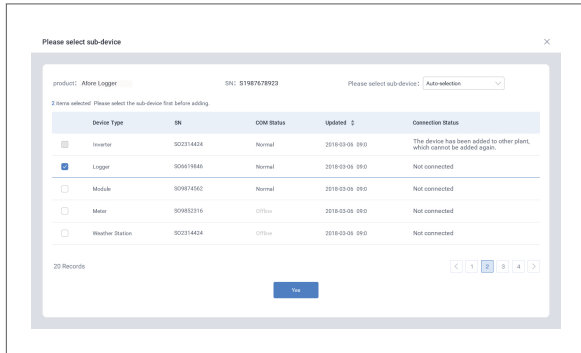 Please select sub-device
product: Afore Logger SN: S1987678923 Please select sub-device: Auto-selection
2 items selected Please select the sub-device first before adding.
Device Type SN COM Status Updated Connection Status
Inverter SO2314424 Normal 2018-03-06 09:0 The device has been added to other plant, which cannot be added again.
Logger SO6619846 Normal 2018-03-06 09:0 Not connected
Module SO9874562 Normal 2018-03-06 09:0 Not connected
Meter SO9852316 Offline 2018-03-06 09:0 Not connected
Weather Station SO2314424 Offline 2018-03-06 09:0 Not connected
20 Records 1 2 3 4
Yes